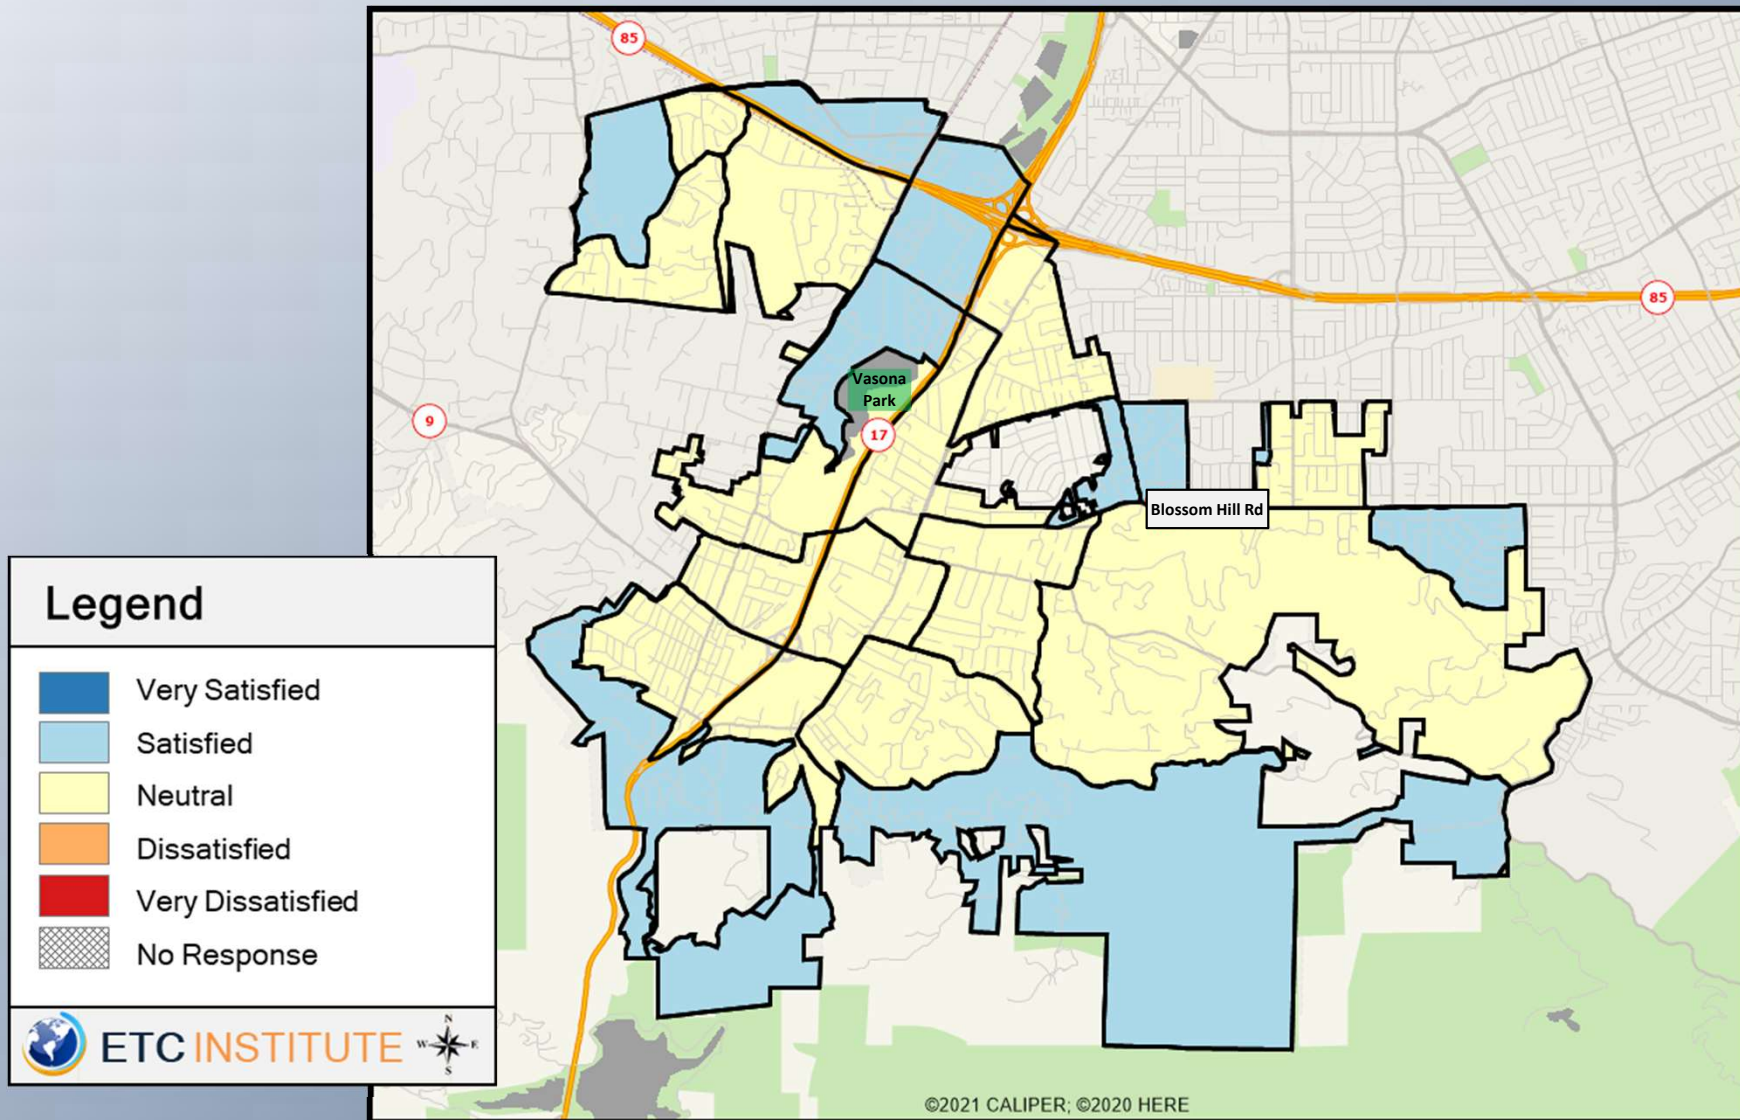 85
85
9
Vasona
Park
17
Blossom Hill Rd
Legend
Very Satisfied
Satisfied
Neutral
Dissatisfied
Very Dissatisfied
No Response
ETC INSTITUTE
N
W E
S
©2021 CALIPER; ©2020 HERE